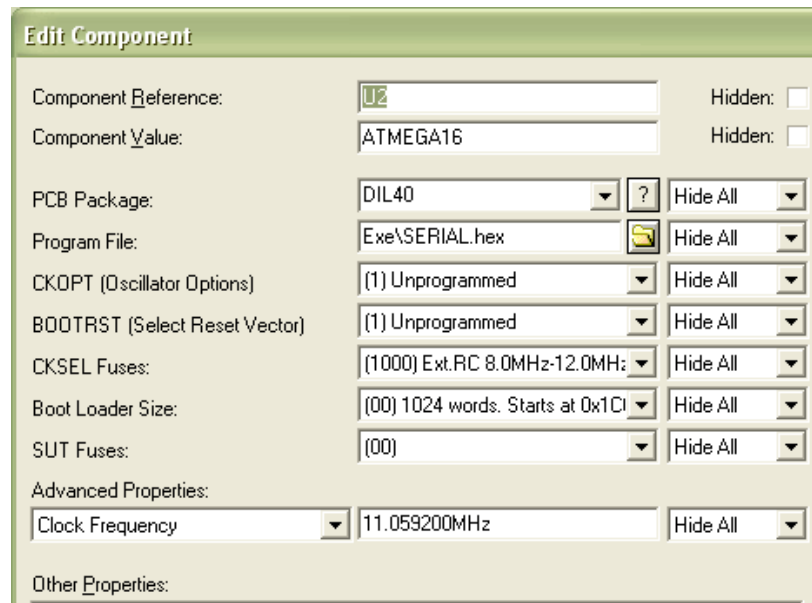 Edit Component
Component Reference: U2 Hidden:
Component Value: ATMEGA16 Hidden:
PCB Package: DIL40 ? Hide All
Program File: Exe\SERIAL.hex Hide All
CKOPT (Oscillator Options) (1) Unprogrammed Hide All
BOOTRST (Select Reset Vector) (1) Unprogrammed Hide All
CKSEL Fuses: (1000) Ext.RC 8.0MHz-12.0MHz Hide All
Boot Loader Size: (00) 1024 words. Starts at 0x1C Hide All
SUT Fuses: (00) Hide All
Advanced Properties:
Clock Frequency 11.059200MHz Hide All
Other Properties: